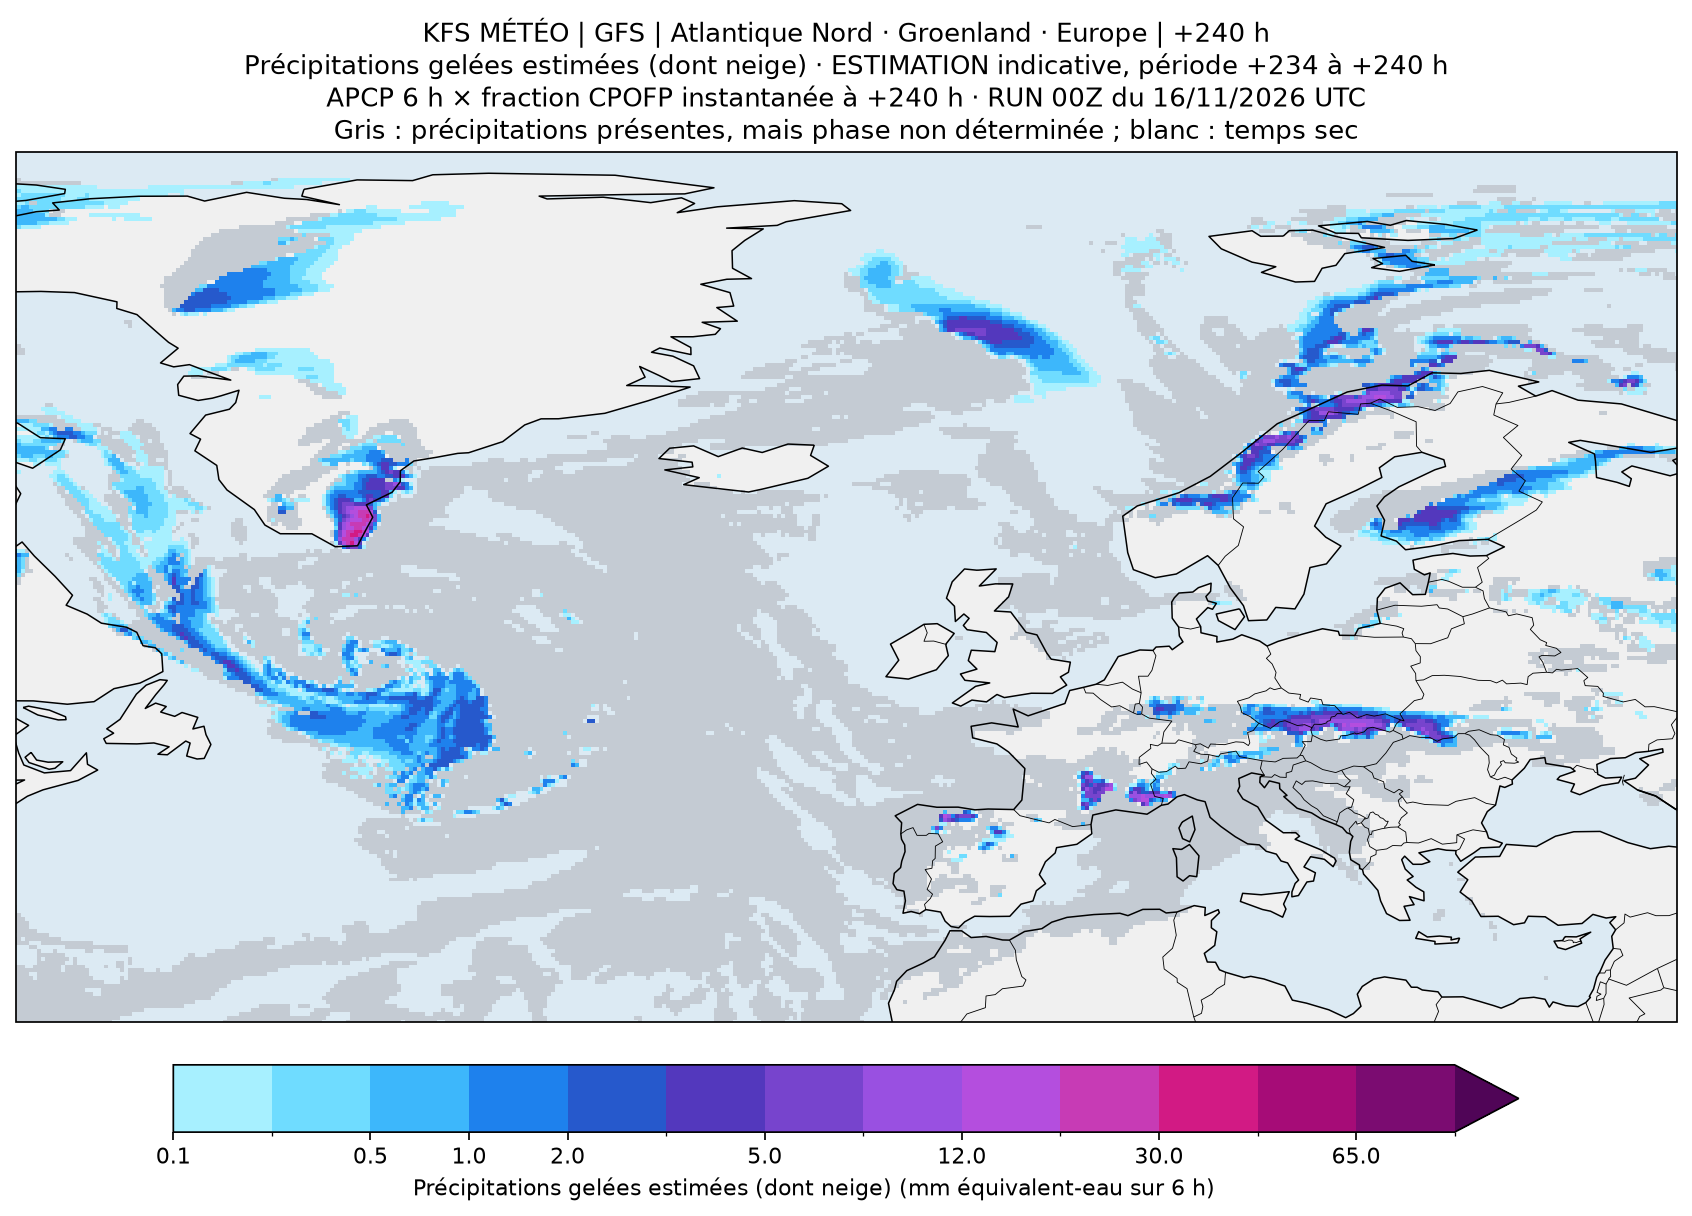 KFS MÉTÉO | GFS | Atlantique Nord · Groenland · Europe | +240 h
Précipitations gelées estimées (dont neige) · ESTIMATION indicative, période +234 à +240 h
APCP 6 h × fraction CPOFP instantanée à +240 h · RUN 00Z du 16/11/2026 UTC
Gris : précipitations présentes, mais phase non déterminée ; blanc : temps sec
0.1 0.5 1.0 2.0 5.0 12.0 30.0 65.0
Précipitations gelées estimées (dont neige) (mm équivalent-eau sur 6 h)